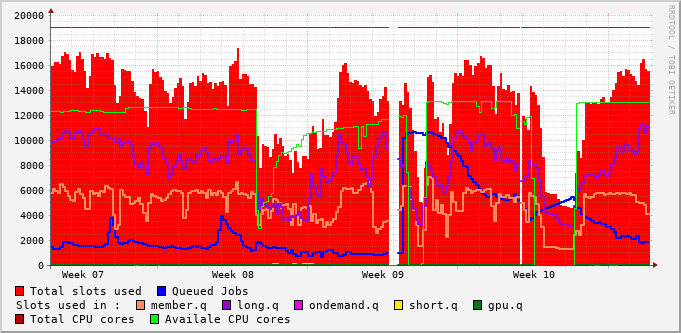 20000
18000
16000
14000
12000
10000
8000
6000
4000
2000
0
Week 07 Week 08 Week 09 Week 10
Total slots used Queued Jobs
Slots used in : member.q long.q ondemand.q short.q gpu.q
Total CPU cores Availale CPU cores
RRDTOOL / TOBI OETIKER